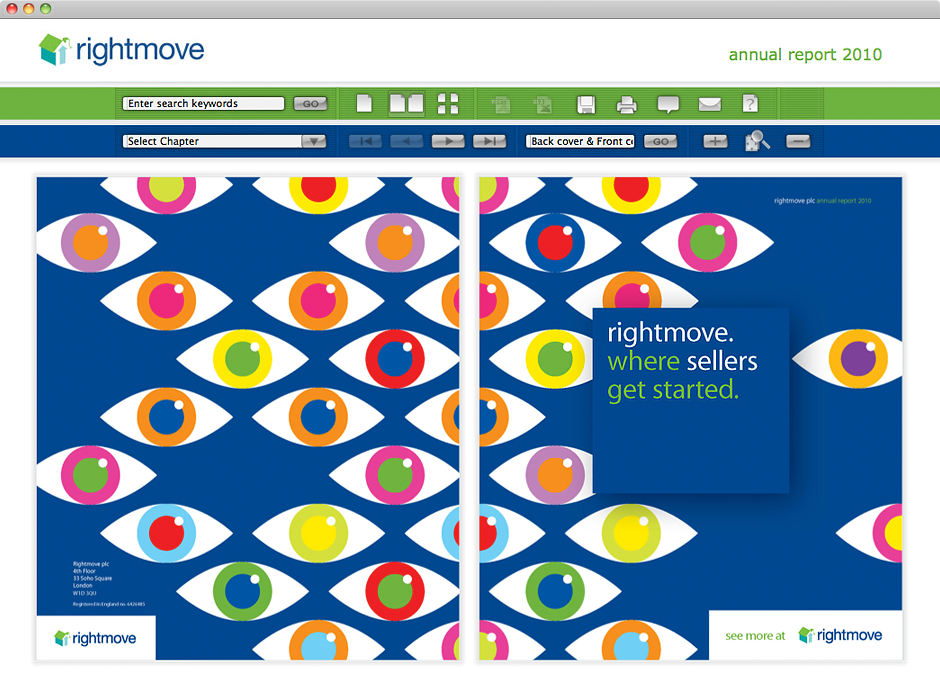 rightmove
annual report 2010
Enter search keywords
GO
Select Chapter
Back cover & Front c
GO
rightmove plc annual report 2010
rightmove.
where sellers
get started.
Rightmove plc
4th Floor
33 Soho Square
London
W1D 3QU
Registered in England no. 6426485
rightmove
see more at rightmove